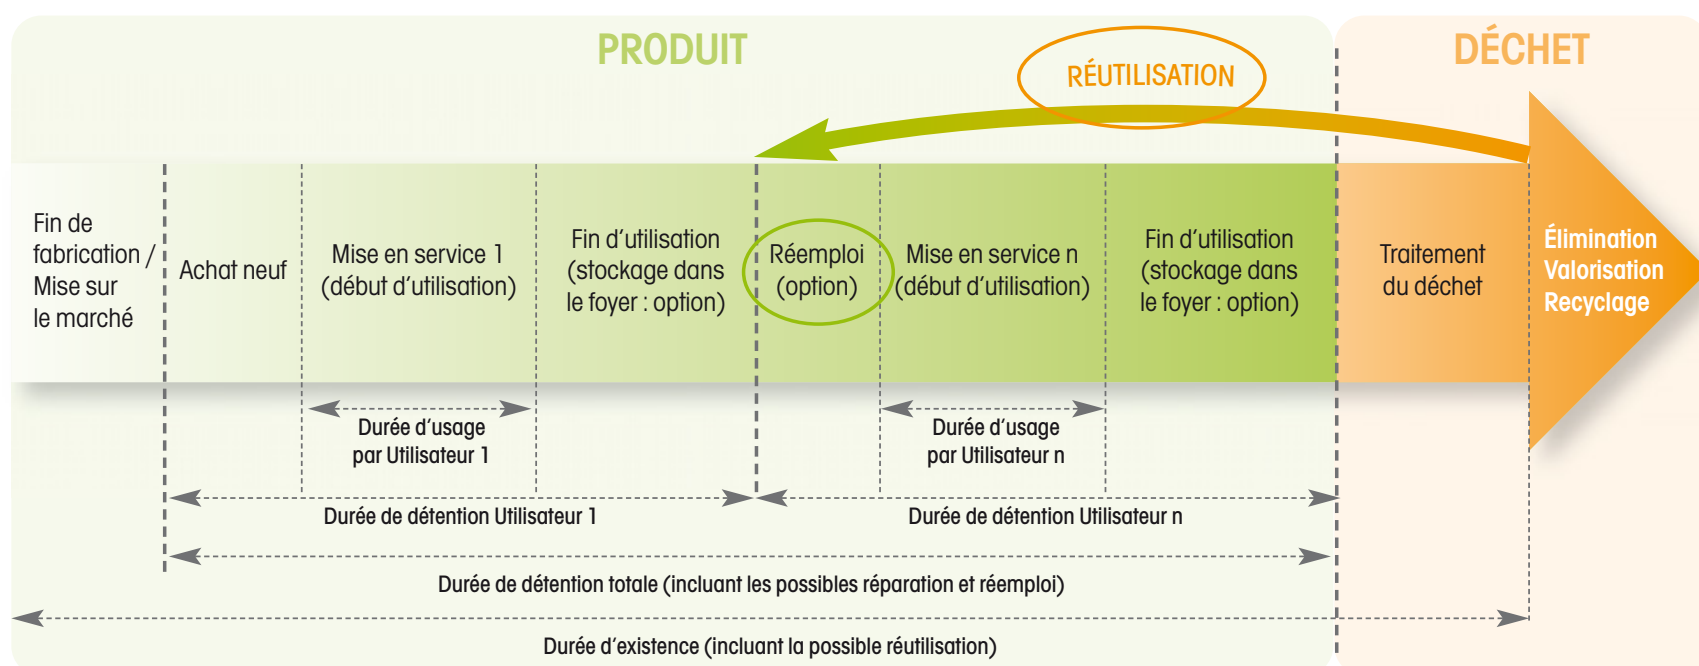 PRODUIT
DÉCHET
RÉUTILISATION
Fin de
fabrication /
Mise sur
le marché
Achat neuf
Mise en service 1
(début d'utilisation)
Fin d'utilisation
(stockage dans
le foyer : option)
Réemploi
(option)
Mise en service n
(début d'utilisation)
Fin d'utilisation
(stockage dans
le foyer : option)
Traitement
du déchet
Élimination
Valorisation
Recyclage
Durée d'usage
par Utilisateur 1
Durée d'usage
par Utilisateur n
Durée de détention Utilisateur 1
Durée de détention Utilisateur n
Durée de détention totale (incluant les possibles réparation et réemploi)
Durée d'existence (incluant la possible réutilisation)